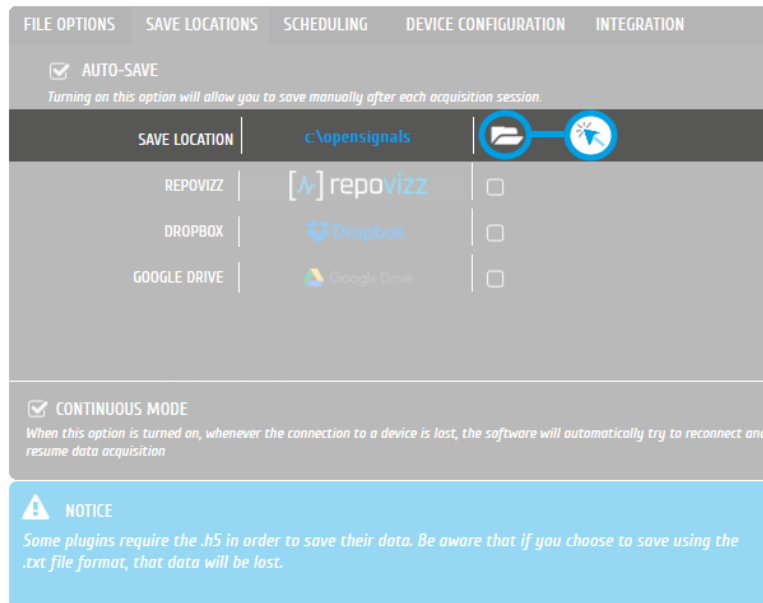 FILE OPTIONS SAVE LOCATIONS SCHEDULING DEVICE CONFIGURATION INTEGRATION
AUTO-SAVE
Turning on this option will allow you to save manually after each acquisition session.
SAVE LOCATION c:\opensignals
REPOVIZZ repovizz
DROPBOX Dropbox
GOOGLE DRIVE Google Drive
CONTINUOUS MODE
When this option is turned on, whenever the connection to a device is lost, the software will automatically try to reconnect and
resume data acquisition
NOTICE
Some plugins require the .h5 in order to save their data. Be aware that if you choose to save using the
.txt file format, that data will be lost.